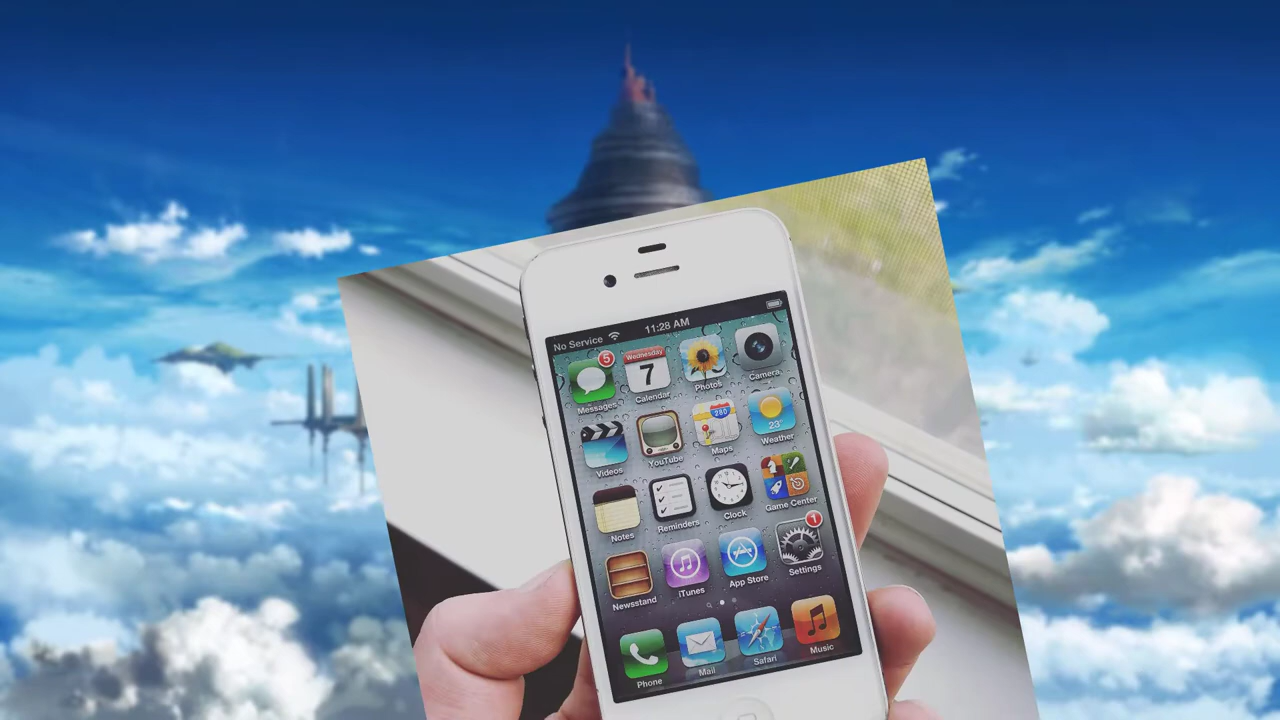 No Service 11:28 AM
5
Wednesday
7
Messages Calendar Photos Camera
280
23°
Videos YouTube Maps Weather
Notes Reminders Clock Game Center
1
Newsstand iTunes App Store Settings
Phone Mail Safari Music